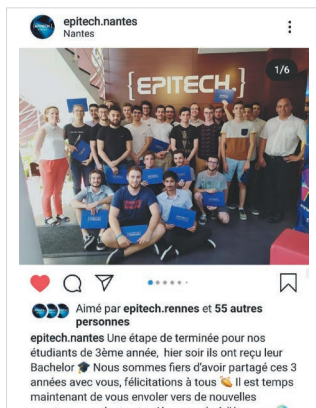 epitech.nantes
Nantes
1/6
{EPITECH.}
Aimé par epitech.rennes et 55 autres
personnes
epitech.nantes Une étape de terminée pour nos
étudiants de 3ème année, hier soir ils ont reçu leur
Bachelor 🎓 Nous sommes fiers d'avoir partagé ces 3
années avec vous, félicitations à tous 👏 Il est temps
maintenant de vous envoler vers de nouvelles